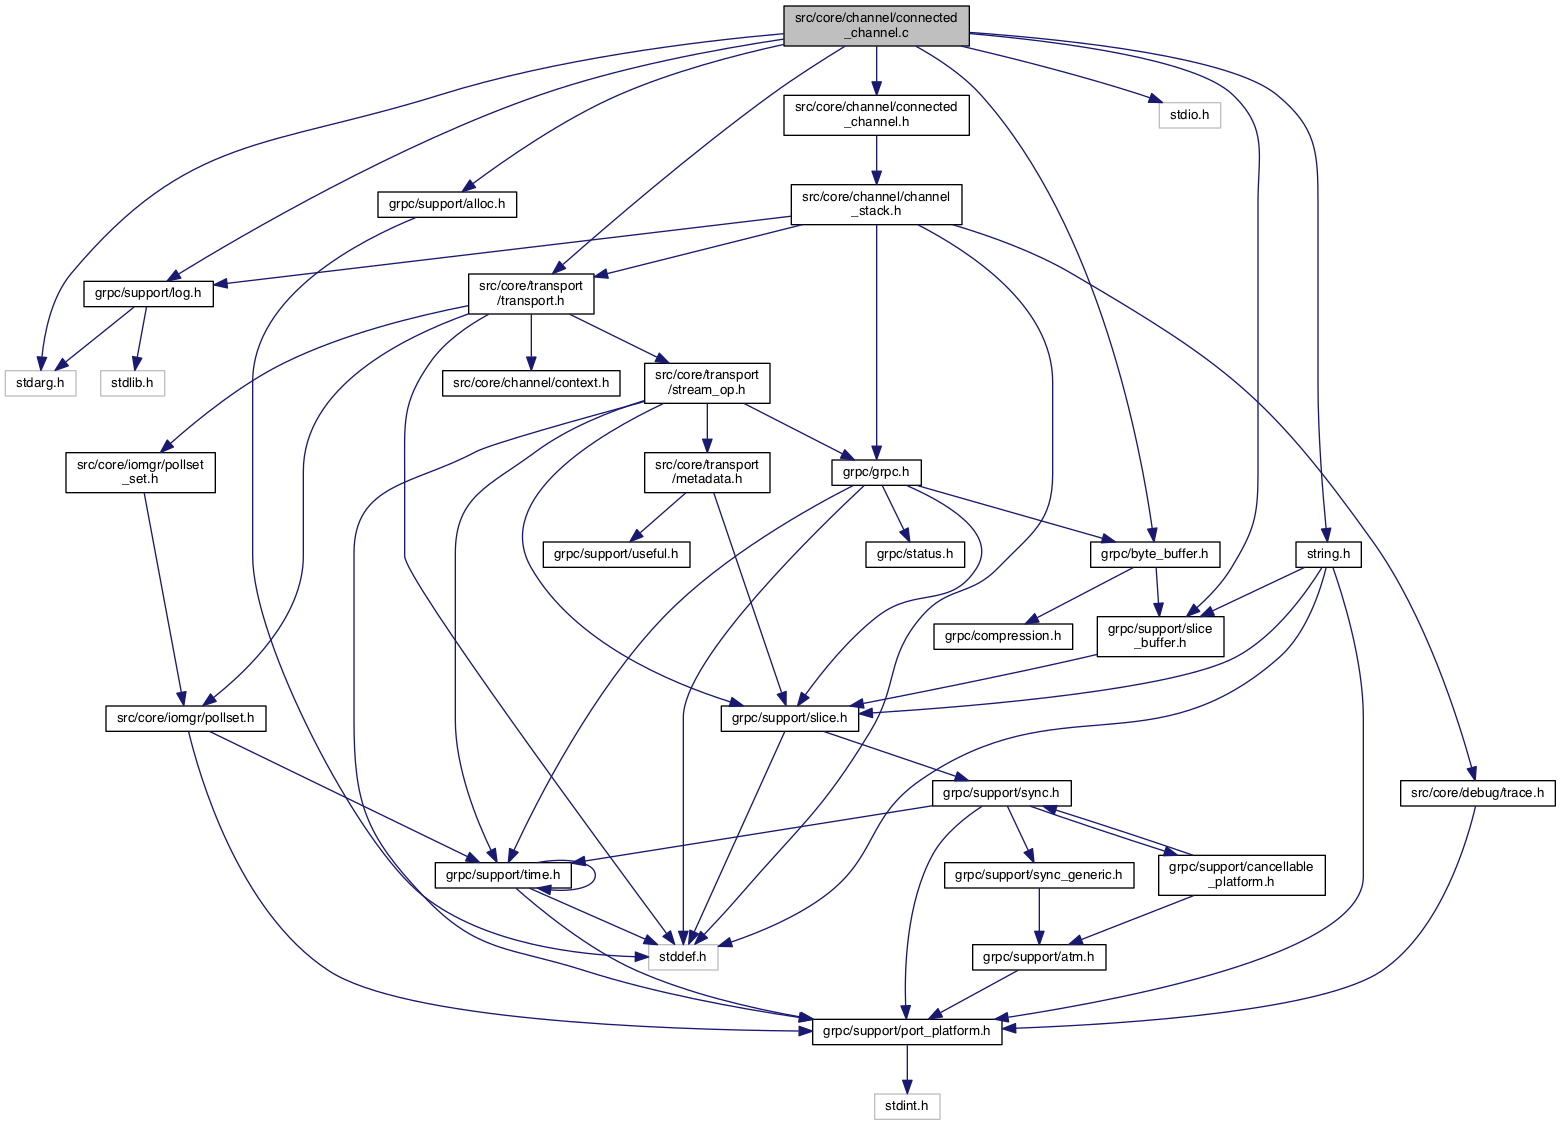 src/core/channel/connected
_channel.c
src/core/channel/connected
_channel.h
stdio.h
grpc/support/alloc.h
src/core/channel/channel
_stack.h
grpc/support/log.h
src/core/transport
/transport.h
stdarg.h
stdlib.h
src/core/channel/context.h
src/core/transport
/stream_op.h
src/core/iomgr/pollset
_set.h
src/core/transport
/metadata.h
grpc/grpc.h
grpc/support/useful.h
grpc/status.h
grpc/byte_buffer.h
string.h
grpc/compression.h
grpc/support/slice
_buffer.h
src/core/iomgr/pollset.h
grpc/support/slice.h
grpc/support/sync.h
src/core/debug/trace.h
grpc/support/time.h
grpc/support/sync_generic.h
grpc/support/cancellable
_platform.h
stddef.h
grpc/support/atm.h
grpc/support/port_platform.h
stdint.h